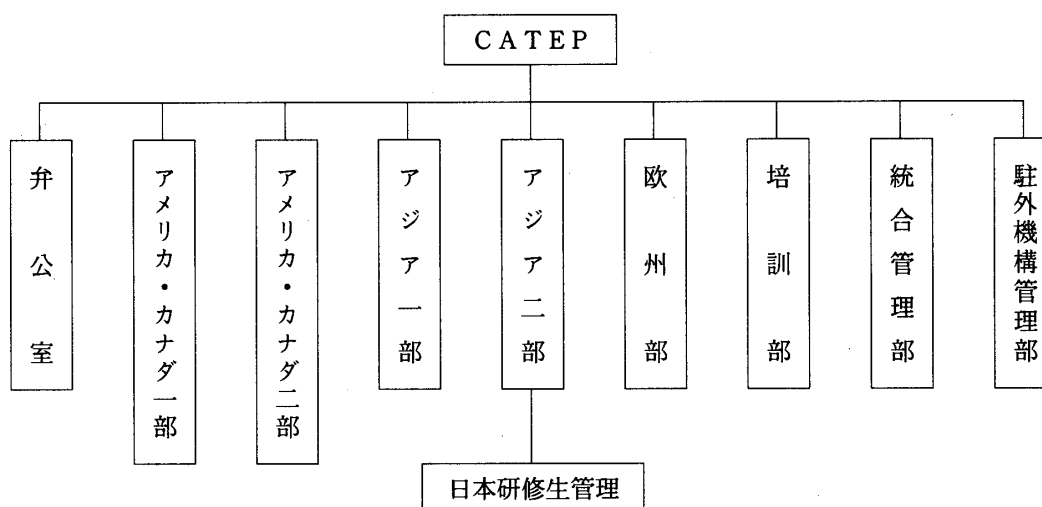 CATEP
弁公室
アメリカ・カナダ一部
アメリカ・カナダ二部
アジア一部
アジア二部
欧州部
培訓部
統合管理部
駐外機構管理部
日本研修生管理